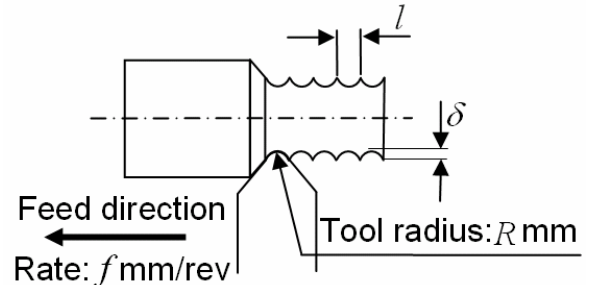 l
δ
Feed direction
Tool radius: R mm
Rate: f mm/rev